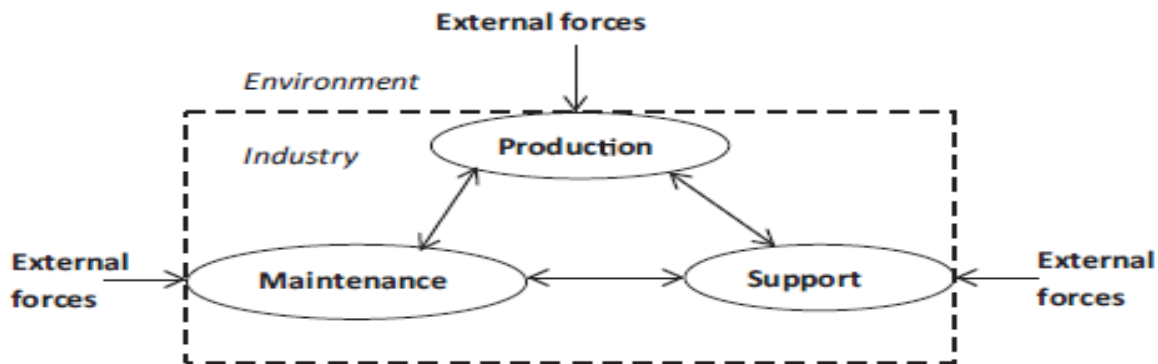 External forces
Environment
Production
Industry
External
forces
Maintenance
Support
External
forces